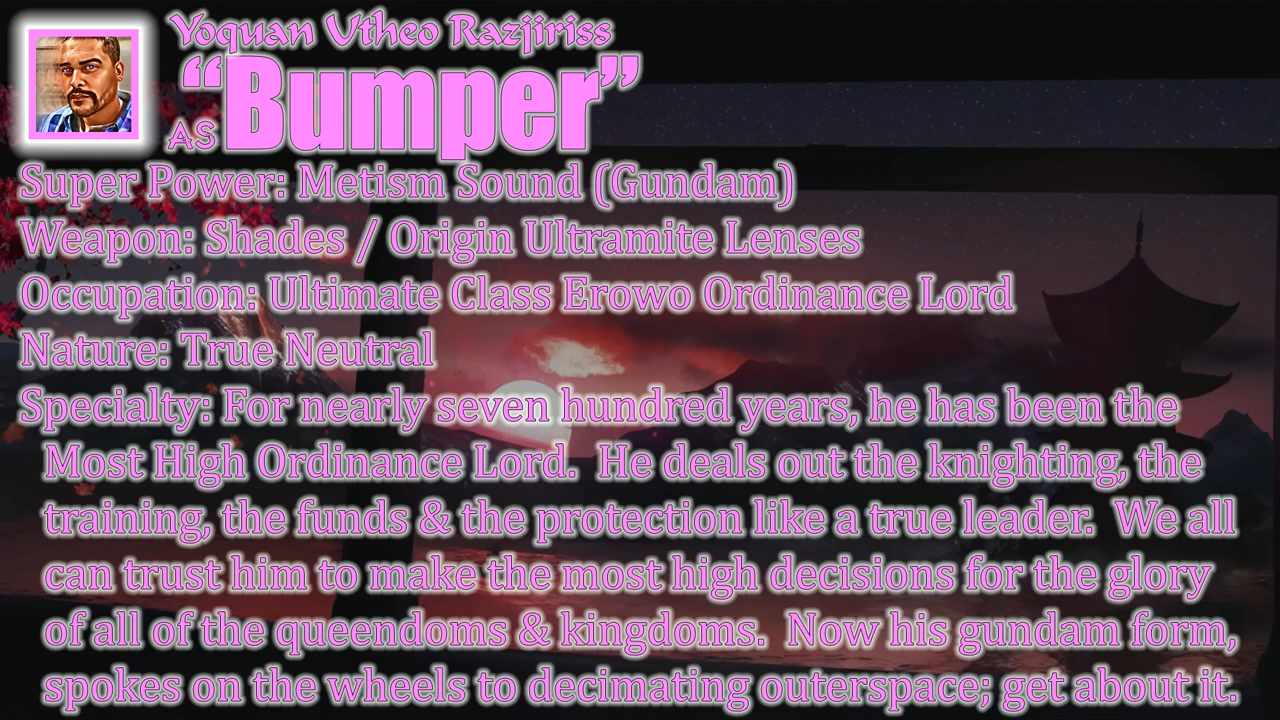 Yoquan Utheo Razjiriss
as “Bumper”
Super Power: Metism Sound (Gundam)
Weapon: Shades / Origin Ultramite Lenses
Occupation: Ultimate Class Erowo Ordinance Lord
Nature: True Neutral
Specialty: For nearly seven hundred years, he has been the
Most High Ordinance Lord. He deals out the knighting, the
training, the funds & the protection like a true leader. We all
can trust him to make the most high decisions for the glory
of all of the queendoms & kingdoms. Now his gundam form,
spokes on the wheels to decimating outerspace; get about it.